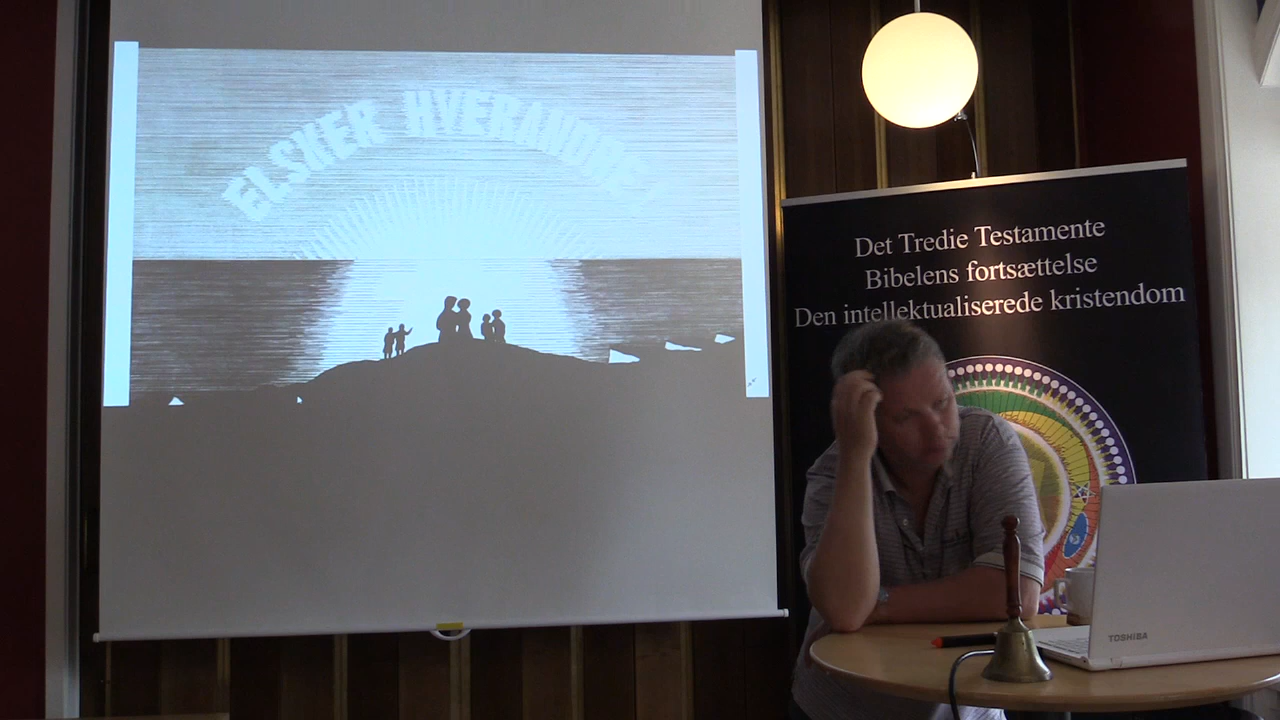 ELSKER HVERANDRE!
Det Tredie Testamente
Bibelens fortsættelse
Den intellektualiserede kristendom
TOSHIBA